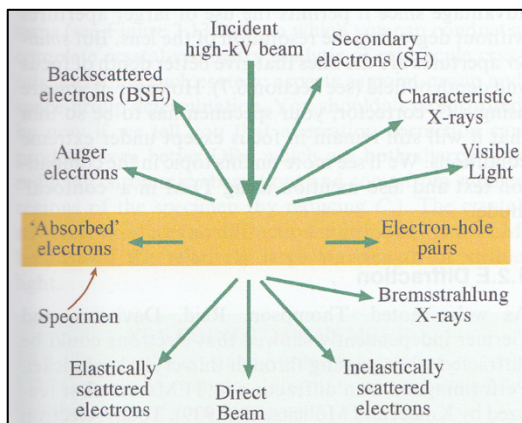 Incident
high-kV beam
Secondary
electrons (SE)
Backscattered
electrons (BSE)
Characteristic
X-rays
Auger
electrons
Visible
Light
'Absorbed'
electrons
Electron-hole
pairs
Specimen
Bremsstrahlung
X-rays
Elastically
scattered
electrons
Direct
Beam
Inelastically
scattered
electrons